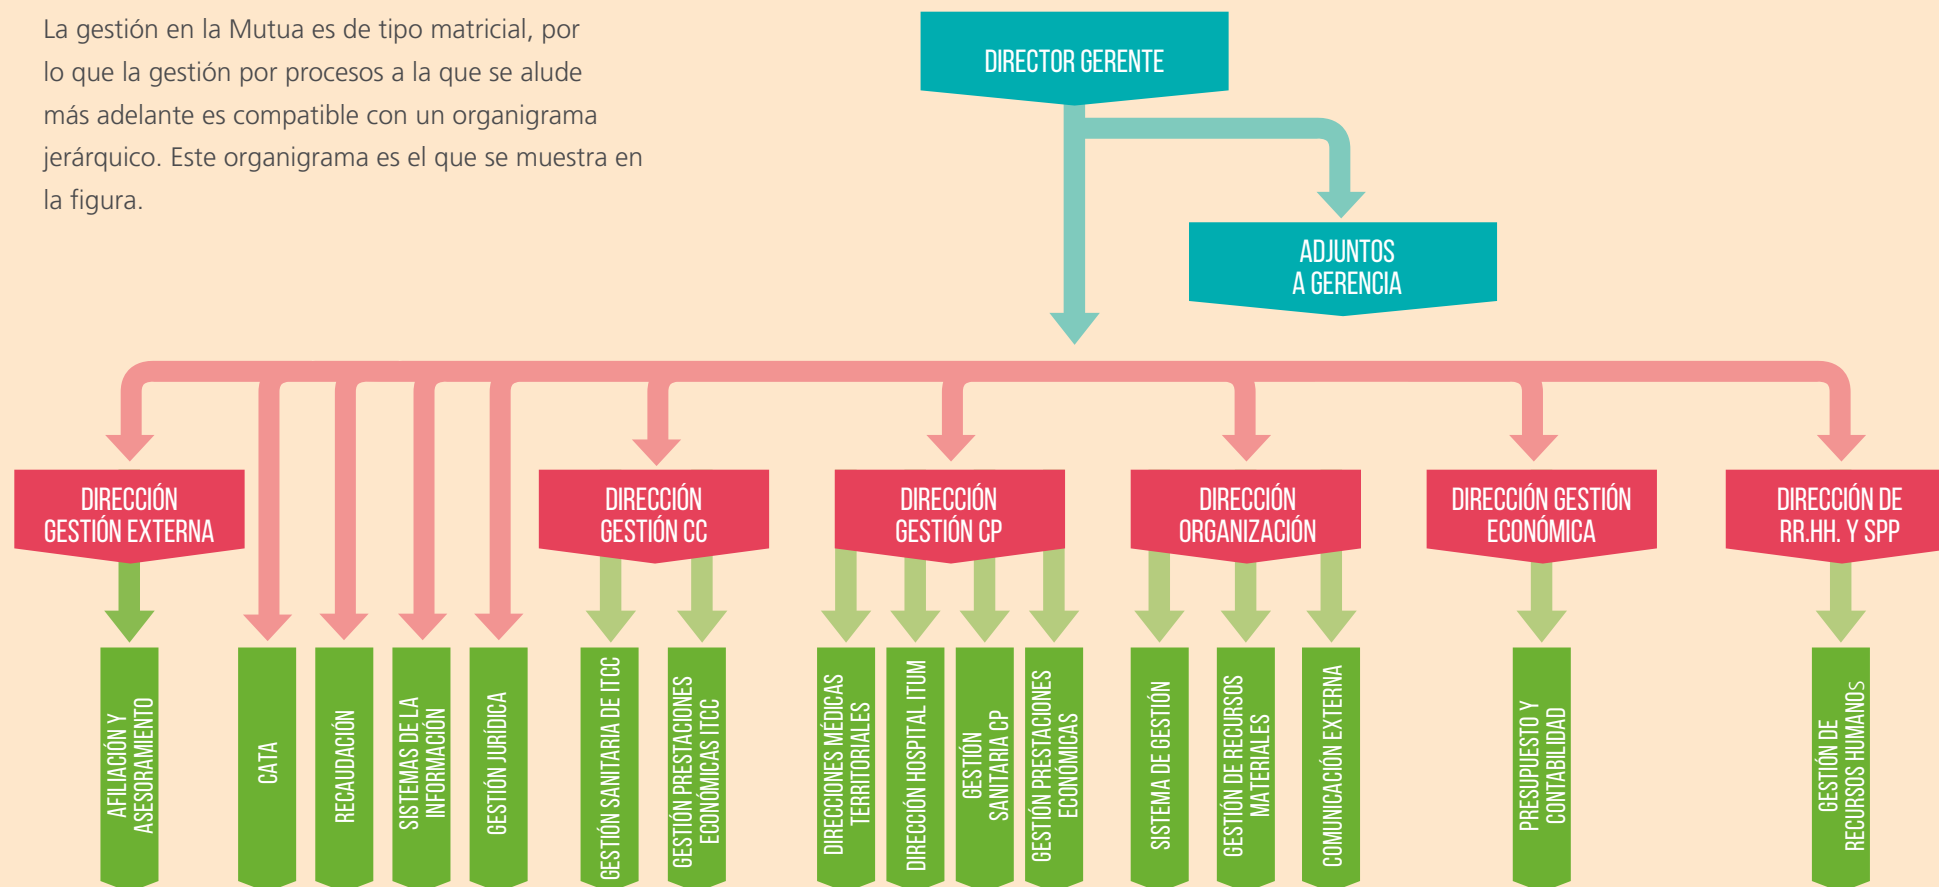 La gestión en la Mutua es de tipo matricial, por
lo que la gestión por procesos a la que se alude
más adelante es compatible con un organigrama
jerárquico. Este organigrama es el que se muestra en
la figura.
DIRECTOR GERENTE
ADJUNTOS
A GERENCIA
DIRECCIÓN
GESTIÓN EXTERNA
DIRECCIÓN
GESTIÓN CC
DIRECCIÓN
GESTIÓN CP
DIRECCIÓN
ORGANIZACIÓN
DIRECCIÓN GESTIÓN
ECONÓMICA
DIRECCIÓN DE
RR.HH. Y SPP
AFILIACIÓN Y
ASESORAMIENTO
CATA
RECAUDACIÓN
SISTEMAS DE LA
INFORMACIÓN
GESTIÓN JURÍDICA
GESTIÓN SANITARIA DE ITCC
GESTIÓN PRESTACIONES
ECONÓMICAS ITCC
DIRECCIONES MÉDICAS
TERRITORIALES
DIRECCIÓN HOSPITAL ITUM
GESTIÓN
SANITARIA CP
GESTIÓN PRESTACIONES
ECONÓMICAS
SISTEMA DE GESTIÓN
GESTIÓN DE RECURSOS
MATERIALES
COMUNICACIÓN EXTERNA
PRESUPUESTO Y
CONTABILIDAD
GESTIÓN DE
RECURSOS HUMANOS